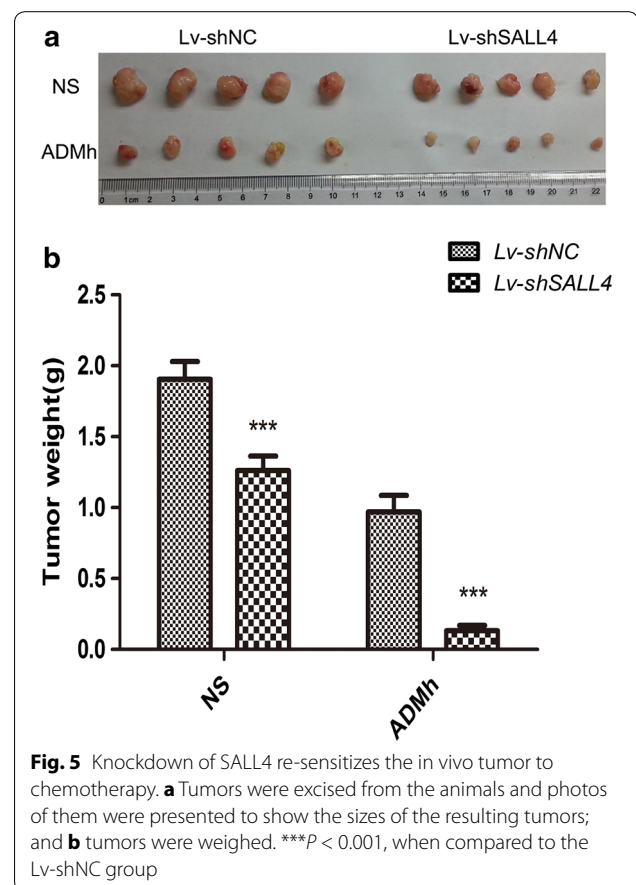 a
Lv-shNC Lv-shSALL4
NS
ADMh
0 1cm 2 3 4 5 6 7 8 9 10 11 12 13 14 15 16 17 18 19 20 21 22
b
Lv-shNC
Lv-shSALL4
Tumor weight(g)
2.5
2.0
1.5
1.0
0.5
0.0
***
***
NS
ADMh
Fig. 5 Knockdown of SALL4 re-sensitizes the in vivo tumor to
chemotherapy. a Tumors were excised from the animals and photos
of them were presented to show the sizes of the resulting tumors;
and b tumors were weighed. ***P < 0.001, when compared to the
Lv-shNC group